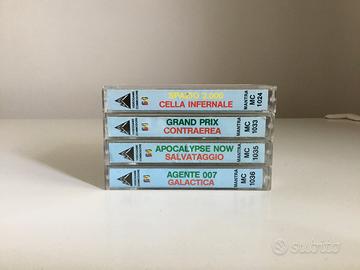 SPAZIO 2.000
CELLA INFERNALE
MANTRA
MC 1024
GRAND PRIX
CONTRAEREA
MANTRA
MC 1033
APOCALYPSE NOW
SALVATAGGIO
MANTRA
MC 1035
AGENTE 007
GALACTICA
MANTRA
MC 1036
subito